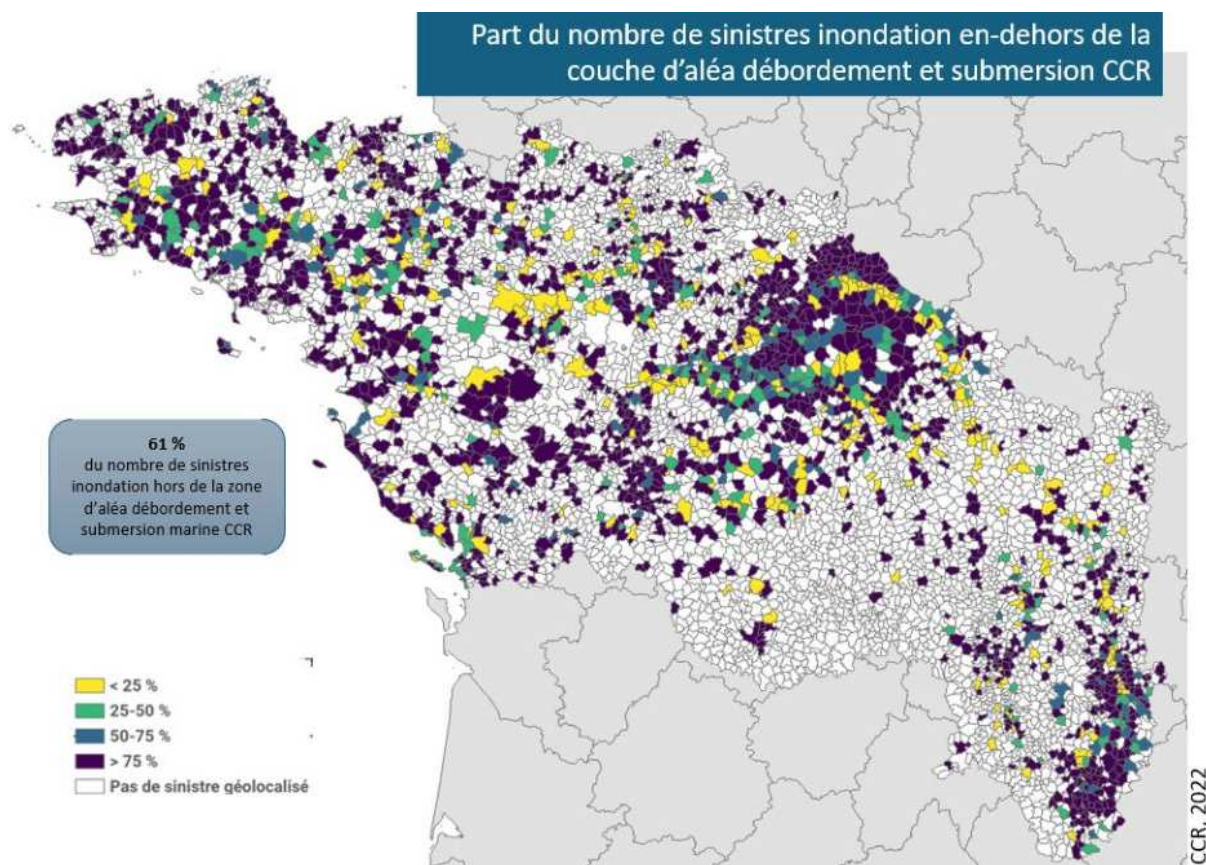 Part du nombre de sinistres inondation en-dehors de la
couche d'aléa débordement et submersion CCR
61 %
du nombre de sinistres
inondation hors de la zone
d'aléa débordement et
submersion marine CCR
< 25 %
25-50 %
50-75 %
> 75 %
Pas de sinistre géolocalisé
CCR, 2022